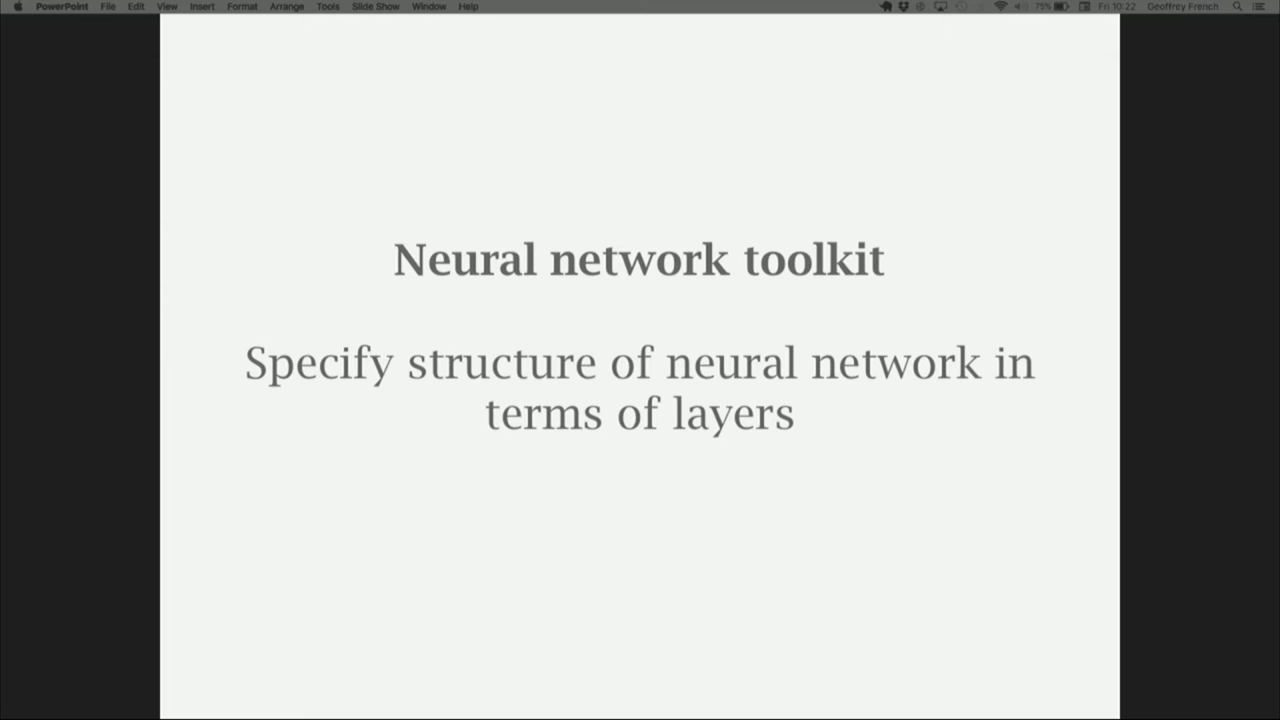 PowerPoint File Edit View Insert Format Arrange Tools Slide Show Window Help 75% Fri 10:22 Geoffrey French
Neural network toolkit
Specify structure of neural network in
terms of layers